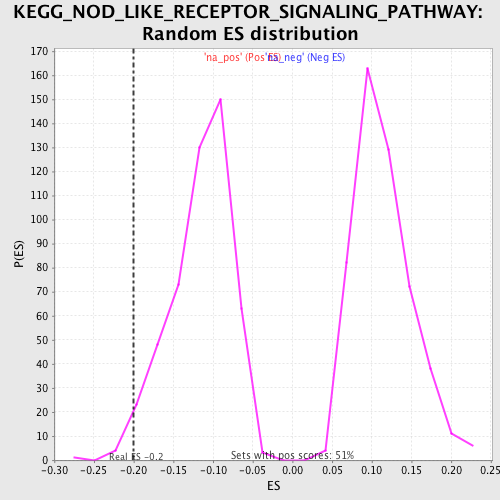 KEGG_NOD_LIKE_RECEPTOR_SIGNALING_PATHWAY:
Random ES distribution
'na_pos' (Pos ES)
'na_neg' (Neg ES)
P(ES)
170
160
150
140
130
120
110
100
90
80
70
60
50
40
30
20
10
0
Real ES -0.2
Sets with pos scores: 51%
-0.30 -0.25 -0.20 -0.15 -0.10 -0.05 0.00 0.05 0.10 0.15 0.20 0.25
ES